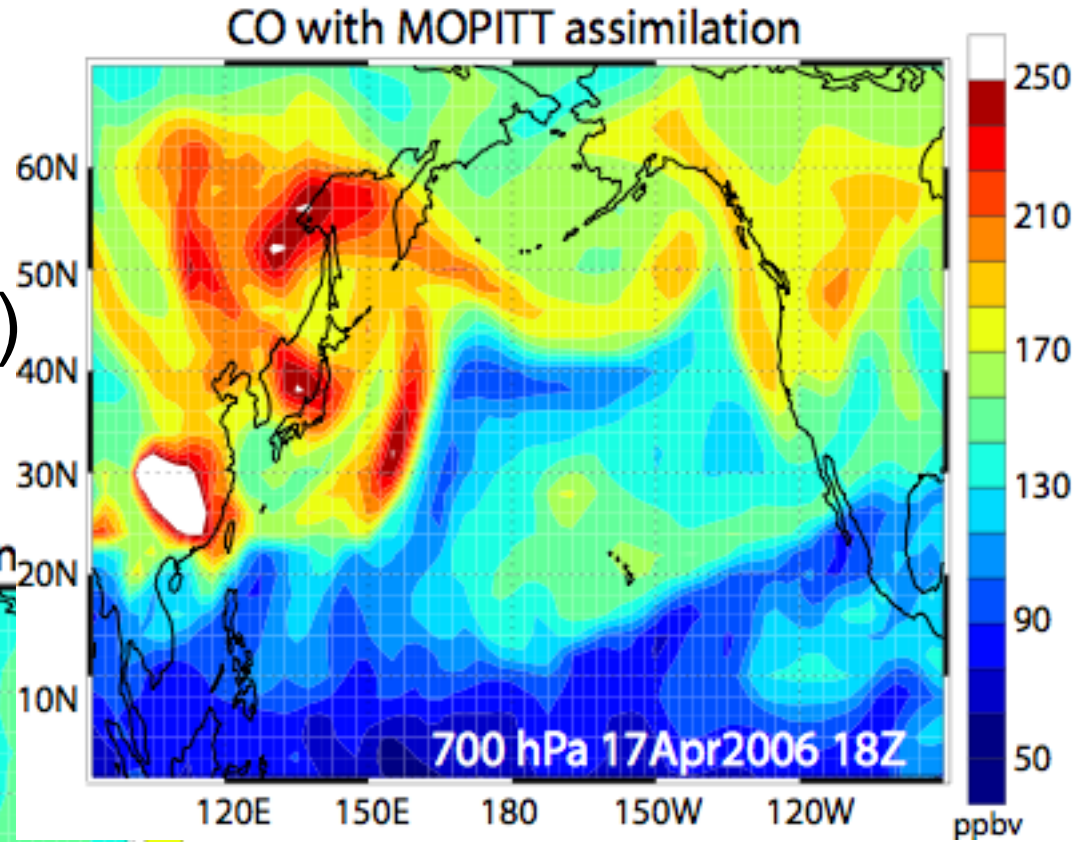 CO with MOPITT assimilation
250
60N
210
50N
)
170
40N
30N
130
20N
90
10N
700 hPa 17Apr2006 18Z
50
120E 150E 180 150W 120W
ppbv